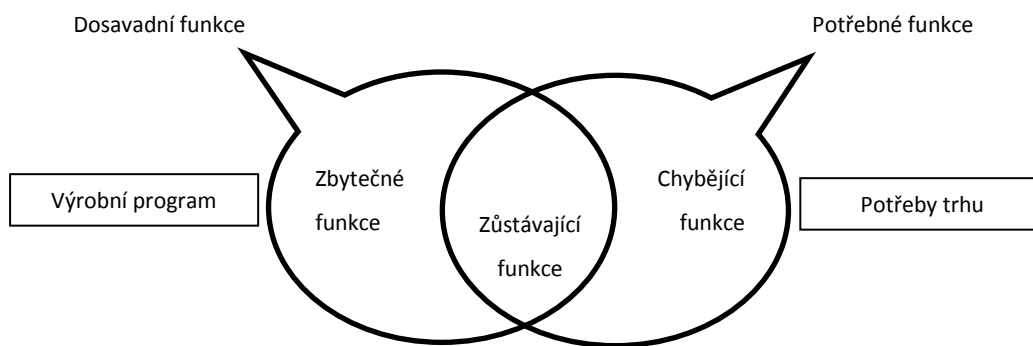 Dosavadní funkce
Potřebné funkce
Výrobní program
Zbytečné
funkce
Zůstávající
funkce
Chybějící
funkce
Potřeby trhu